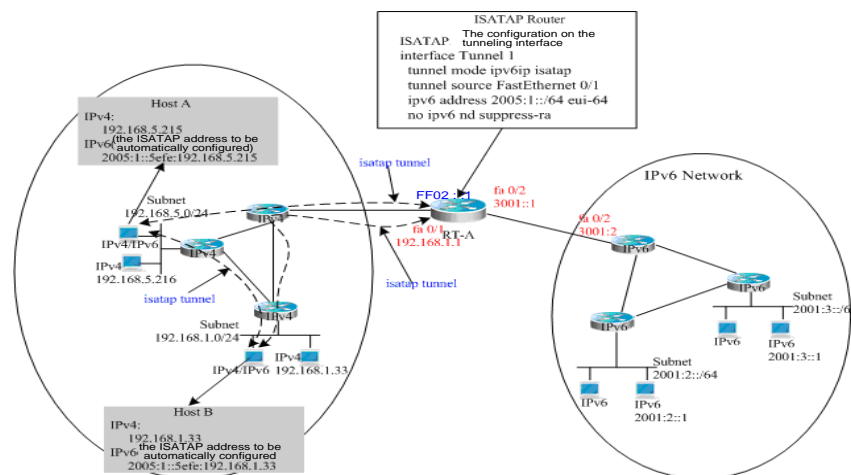 ISATAP Router
ISATAP The configuration on the
tunneling interface
interface Tunnel 1
tunnel mode ipv6ip isatap
tunnel source FastEthernet 0/1
ipv6 address 2005:1::/64 eui-64
no ipv6 nd suppress-ra
Host A
IPv4:
192.168.5.215
IPv6(the ISATAP address to be
automatically configured)
2005:1::5efe:192.168.5.215
isatap tunnel
Subnet
192.168.5.0/24
IPv4
FF02::1
fa 0/2
3001::1
fa 0/1
192.168.1.1
RT-A
IPv4/IPv6
IPv4
IPv4
192.168.5.216
isatap tunnel
isatap tunnel
IPv4
Subnet
192.168.1.0/24
IPv4/IPv6
IPv4
192.168.1.33
Host B
IPv4:
192.168.1.33
IPv6 the ISATAP address to be
automatically configured
2005:1::5efe:192.168.1.33
IPv6 Network
fa 0/2
3001:2
IPv6
IPv6
Subnet
2001:3::/6
IPv6
IPv6
IPv6
2001:3::1
Subnet
2001:2::/64
IPv6
IPv6
2001:2::1